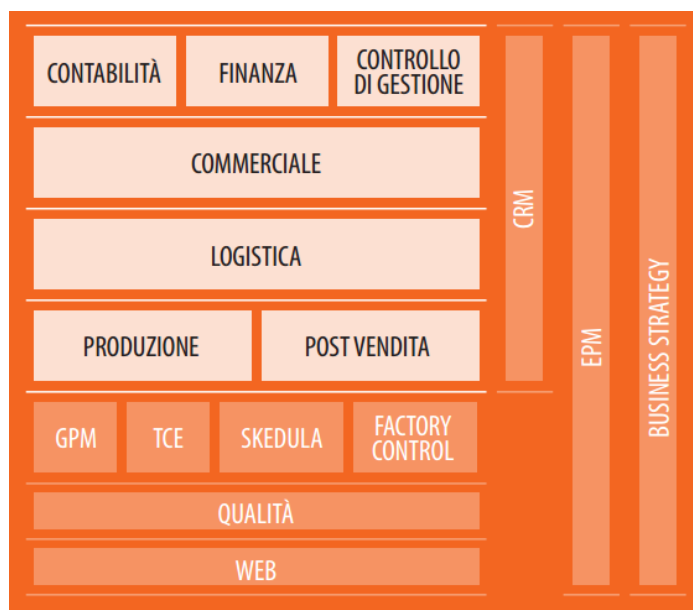 CONTABILITÀ
FINANZA
CONTROLLO
DI GESTIONE
COMMERCIALE
LOGISTICA
PRODUZIONE
POST VENDITA
GPM
TCE
SKEDULA
FACTORY
CONTROL
QUALITÀ
WEB
CRM
EPM
BUSINESS STRATEGY